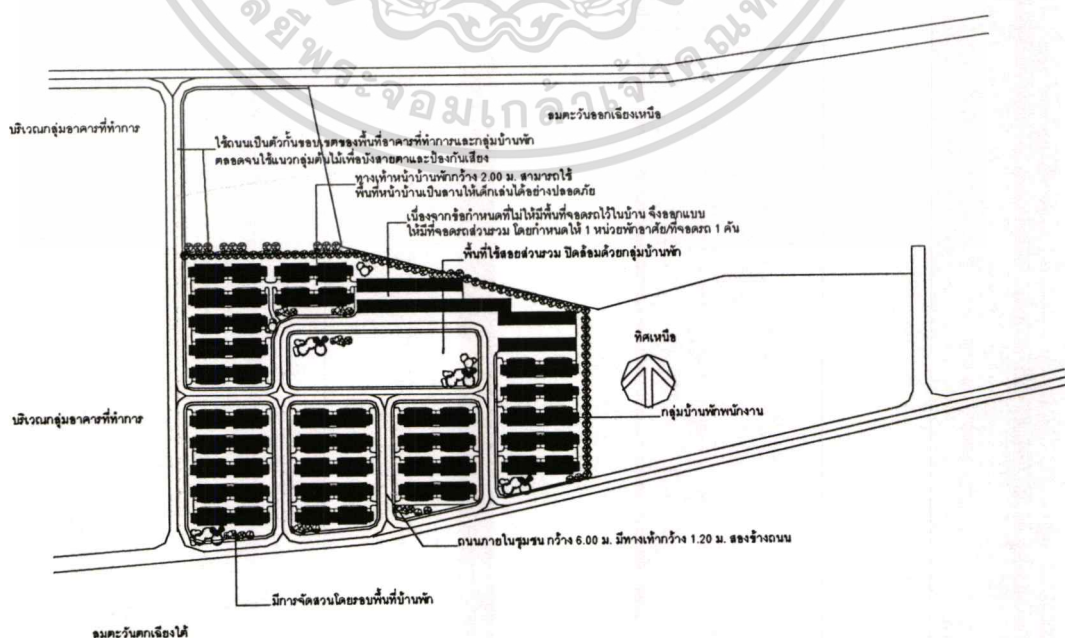 ลัยพระจอมเกล้าเจ้าคุณท
ลมตะวันออกเฉียงเหนือ
บริเวณกลุ่มอาคารที่ทำการ
ใช้ถนนเป็นตัวกั้นขอบเขตของพื้นที่อาคารที่ทำการและกลุ่มบ้านพัก
ตลอดจนใช้แนวกลุ่มต้นไม้เพื่อบังสายตาและป้องกันเสียง
ทางเท้าหน้าบ้านพักกว้าง 2.00 ม. สามารถใช้
พื้นที่หน้าบ้านเป็นลานให้เด็กเล่นได้อย่างปลอดภัย
เนื่องจากข้อกำหนดที่ไม่ให้มีพื้นที่จอดรถไว้ในบ้าน จึงออกแบบ
ให้มีที่จอดรถส่วนรวม โดยกำหนดให้ 1 หน่วยพักอาศัย/ที่จอดรถ 1 คัน
พื้นที่ใช้สอยส่วนรวม ปิดล้อมด้วยกลุ่มบ้านพัก
ทิศเหนือ
กลุ่มบ้านพักพนักงาน
บริเวณกลุ่มอาคารที่ทำการ
ถนนภายในชุมชน กว้าง 6.00 ม. มีทางเท้ากว้าง 1.20 ม. สองข้างถนน
มีการจัดสวนโดยรอบพื้นที่บ้านพัก
ลมตะวันตกเฉียงใต้